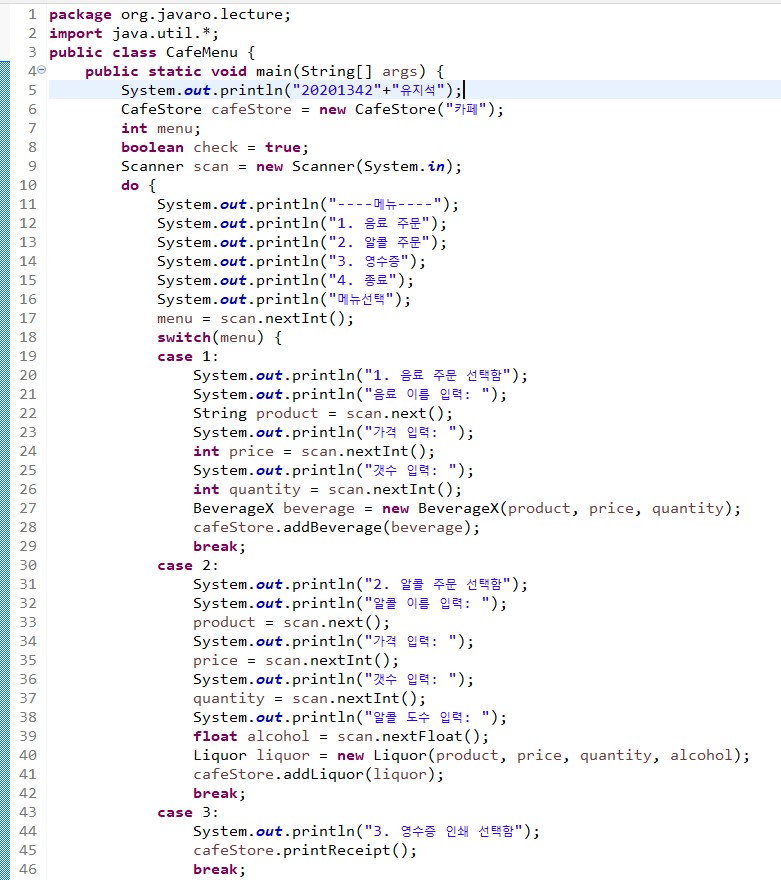 1 package org.javaro.lecture;
2 import java.util.*;
3 public class CafeMenu {
4 public static void main(String[] args) {
5 System.out.println("20201342"+"유지석");
6 CafeStore cafeStore = new CafeStore("카페");
7 int menu;
8 boolean check = true;
9 Scanner scan = new Scanner(System.in);
10 do {
11 System.out.println("----메뉴----");
12 System.out.println("1. 음료 주문");
13 System.out.println("2. 알콜 주문");
14 System.out.println("3. 영수증");
15 System.out.println("4. 종료");
16 System.out.println("메뉴선택");
17 menu = scan.nextInt();
18 switch(menu) {
19 case 1:
20 System.out.println("1. 음료 주문 선택함");
21 System.out.println("음료 이름 입력: ");
22 String product = scan.next();
23 System.out.println("가격 입력: ");
24 int price = scan.nextInt();
25 System.out.println("갯수 입력: ");
26 int quantity = scan.nextInt();
27 BeverageX beverage = new BeverageX(product, price, quantity);
28 cafeStore.addBeverage(beverage);
29 break;
30 case 2:
31 System.out.println("2. 알콜 주문 선택함");
32 System.out.println("알콜 이름 입력: ");
33 product = scan.next();
34 System.out.println("가격 입력: ");
35 price = scan.nextInt();
36 System.out.println("갯수 입력: ");
37 quantity = scan.nextInt();
38 System.out.println("알콜 도수 입력: ");
39 float alcohol = scan.nextFloat();
40 Liquor liquor = new Liquor(product, price, quantity, alcohol);
41 cafeStore.addLiquor(liquor);
42 break;
43 case 3:
44 System.out.println("3. 영수증 인쇄 선택함");
45 cafeStore.printReceipt();
46 break;